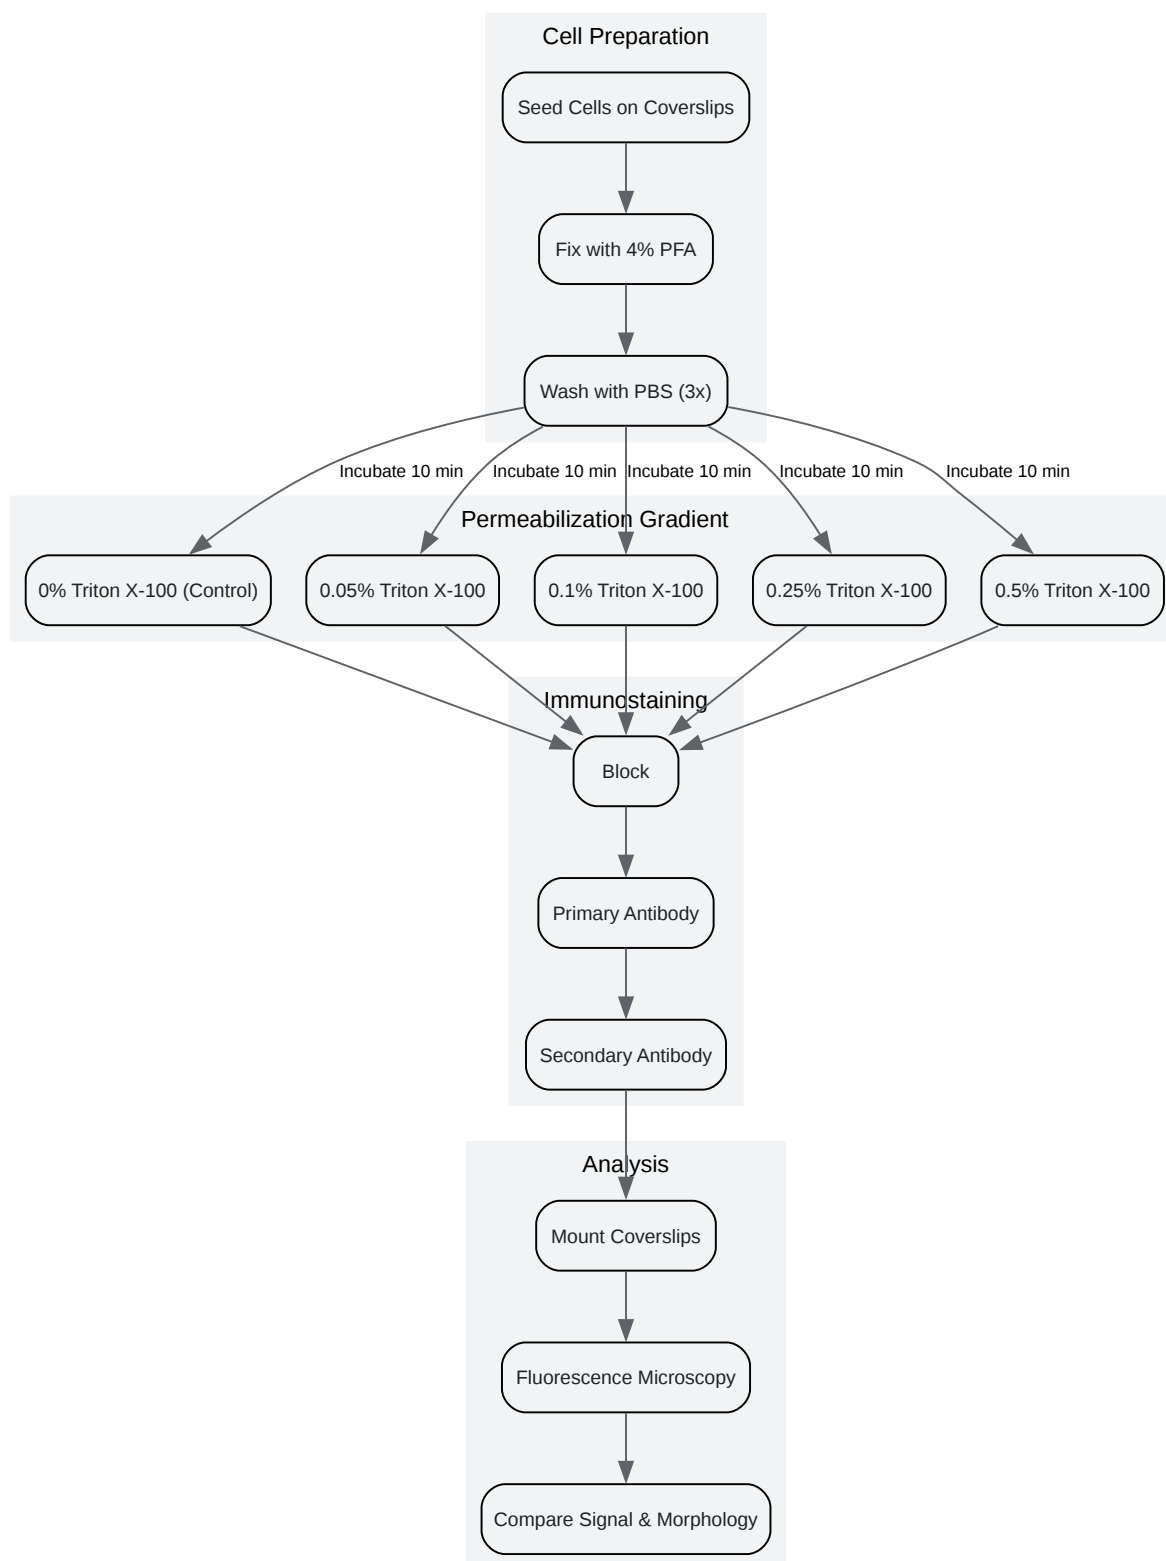 Cell Preparation
Seed Cells on Coverslips
Fix with 4% PFA
Wash with PBS (3x)
Incubate 10 min
Incubate 10 min
Incubate 10 min
Incubate 10 min
Incubate 10 min
Permeabilization Gradient
0% Triton X-100 (Control)
0.05% Triton X-100
0.1% Triton X-100
0.25% Triton X-100
0.5% Triton X-100
Immunostaining
Block
Primary Antibody
Secondary Antibody
Analysis
Mount Coverslips
Fluorescence Microscopy
Compare Signal & Morphology